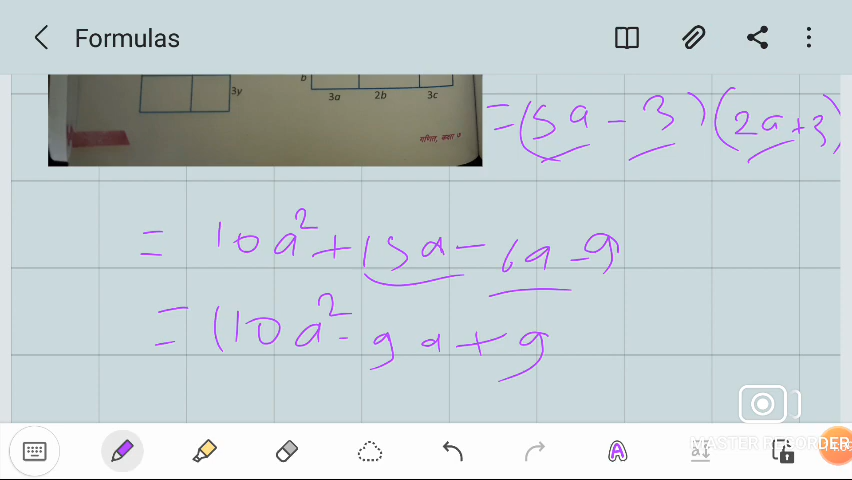 Formulas
3y
b
3a 2b 3c
गणित, कक्षा ७
=(5a - 3)(2a+3)
= 10a²+15a-6a-9
=(10a²-9a+9
MASTER RECORDER